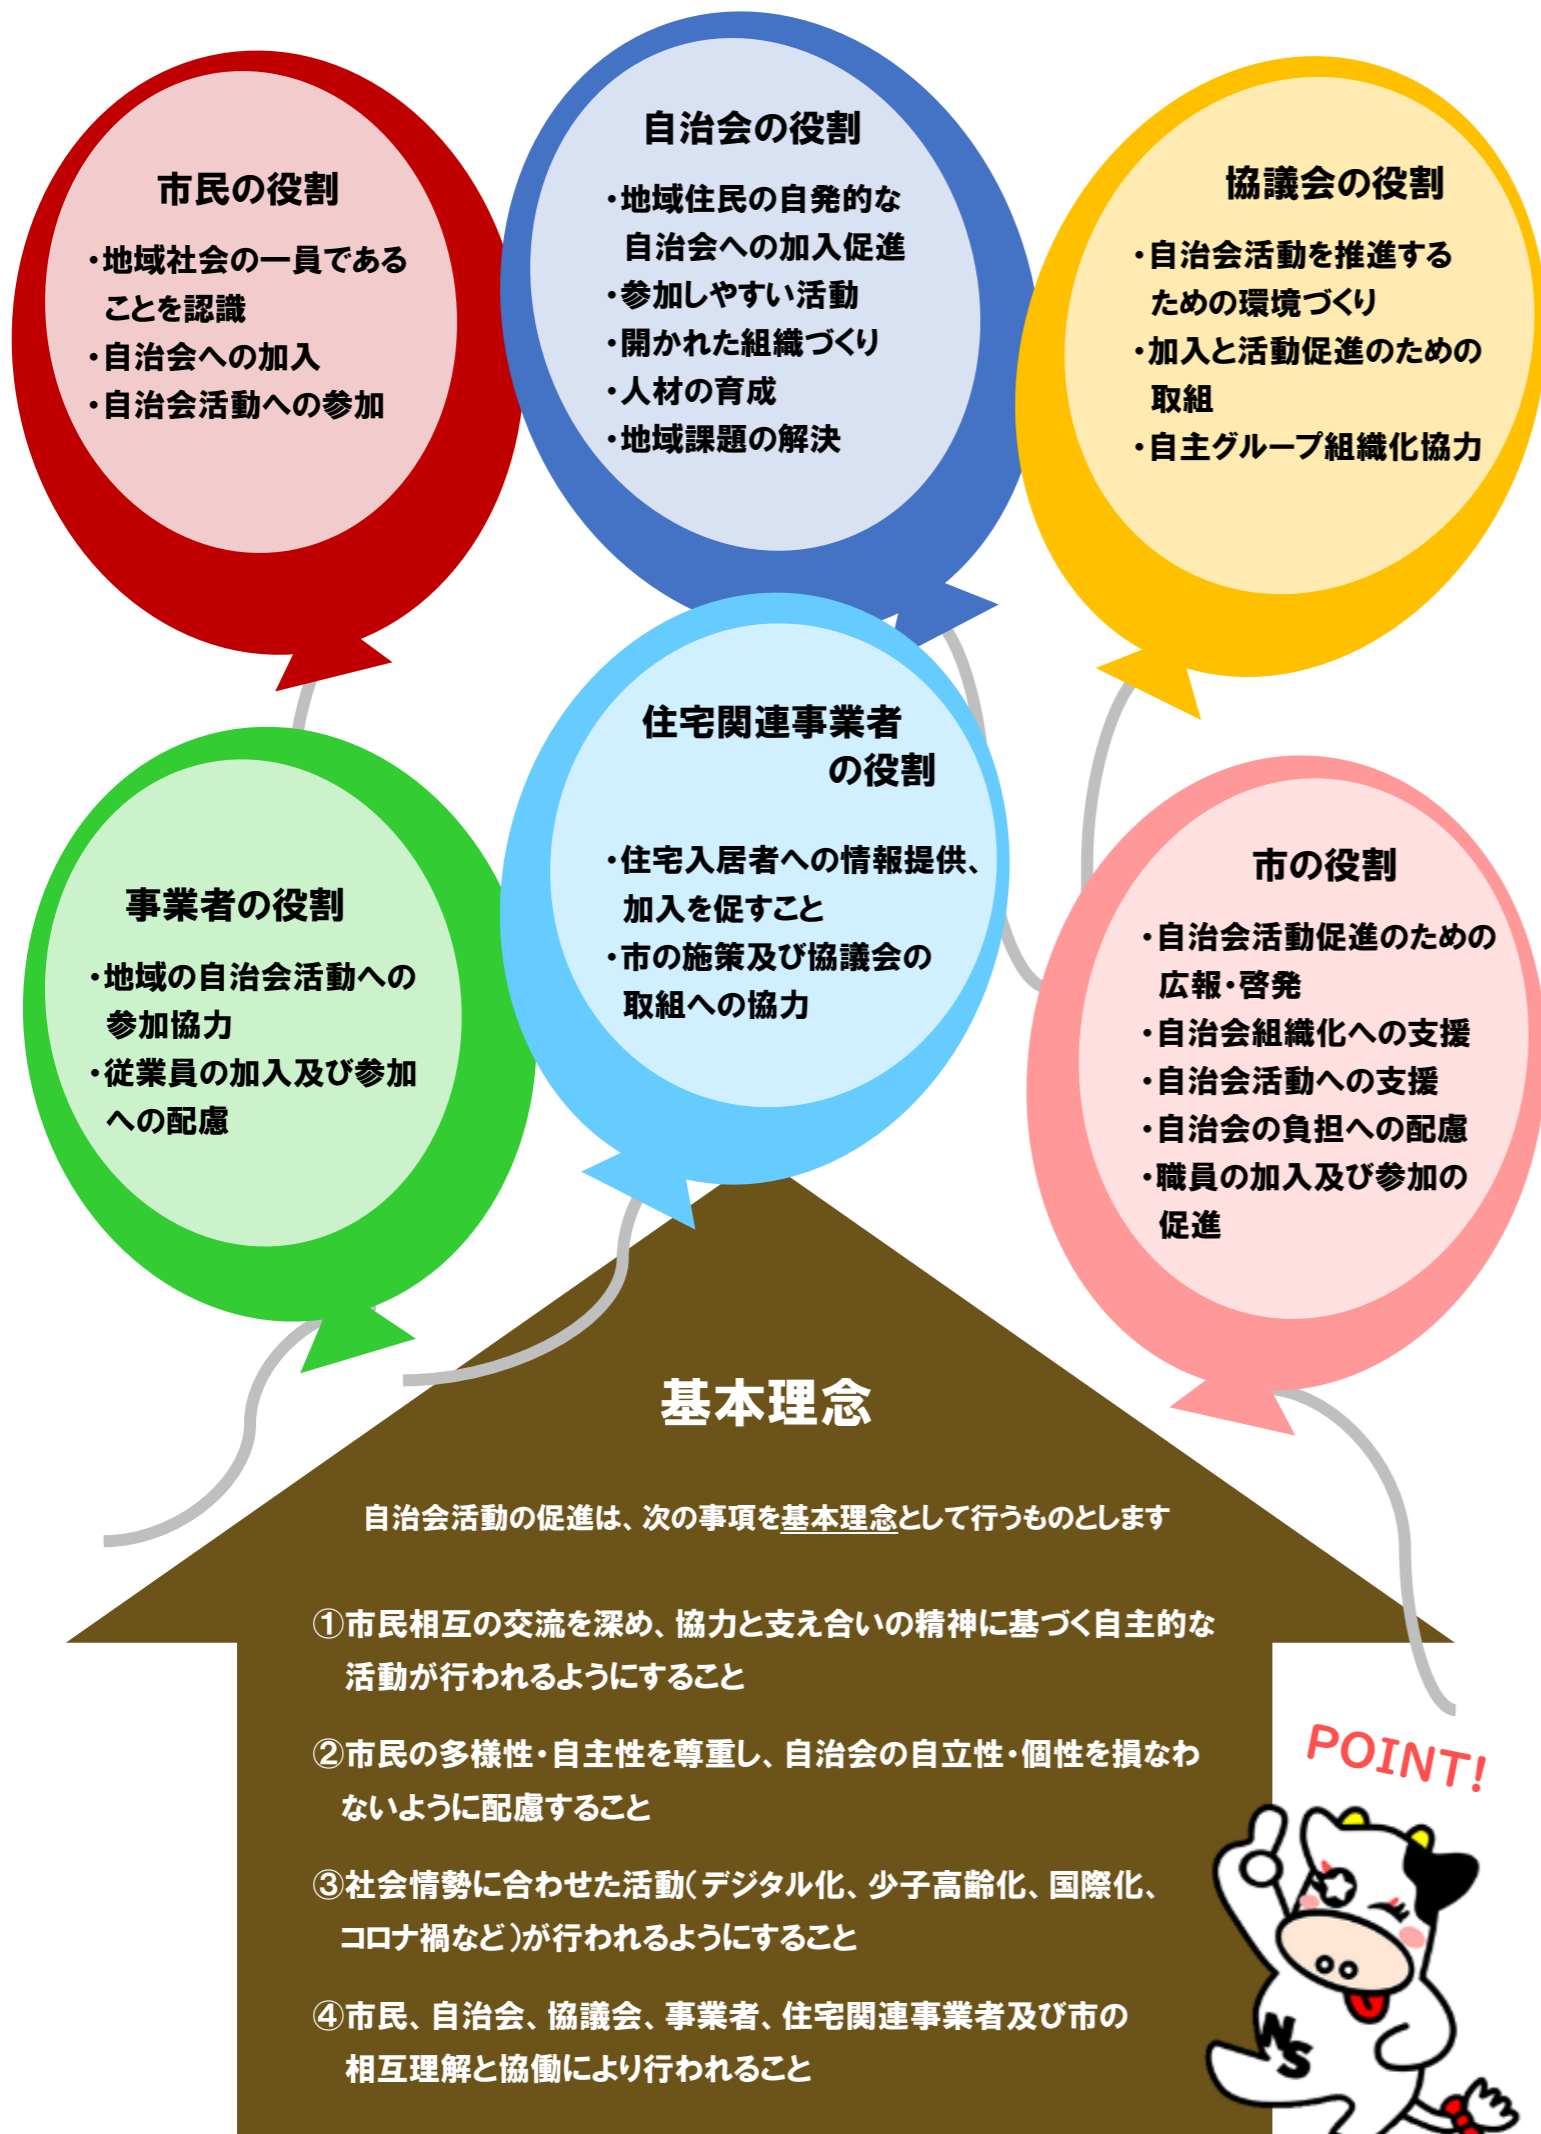 市民の役割
・地域社会の一員である
ことを認識
・自治会への加入
・自治会活動への参加
自治会の役割
・地域住民の自発的な
自治会への加入促進
・参加しやすい活動
・開かれた組織づくり
・人材の育成
・地域課題の解決
協議会の役割
・自治会活動を推進する
ための環境づくり
・加入と活動促進のための
取組
・自主グループ組織化協力
事業者の役割
・地域の自治会活動への
参加協力
・従業員の加入及び参加
への配慮
住宅関連事業者
の役割
・住宅入居者への情報提供、
加入を促すこと
・市の施策及び協議会の
取組への協力
市の役割
・自治会活動促進のための
広報・啓発
・自治会組織化への支援
・自治会活動への支援
・自治会の負担への配慮
・職員の加入及び参加の
促進
基本理念
自治会活動の促進は、次の事項を基本理念として行うものとします
①市民相互の交流を深め、協力と支え合いの精神に基づく自主的な
活動が行われるようにすること
②市民の多様性・自主性を尊重し、自治会の自立性・個性を損なわ
ないように配慮すること
③社会情勢に合わせた活動（デジタル化、少子高齢化、国際化、
コロナ禍など）が行われるようにすること
④市民、自治会、協議会、事業者、住宅関連事業者及び市の
相互理解と協働により行われること
POINT!
NS